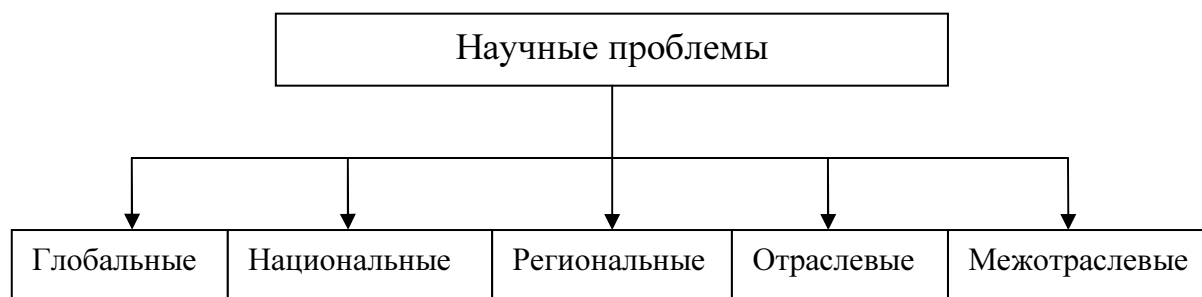 Научные проблемы
Глобальные Национальные Региональные Отраслевые Межотраслевые